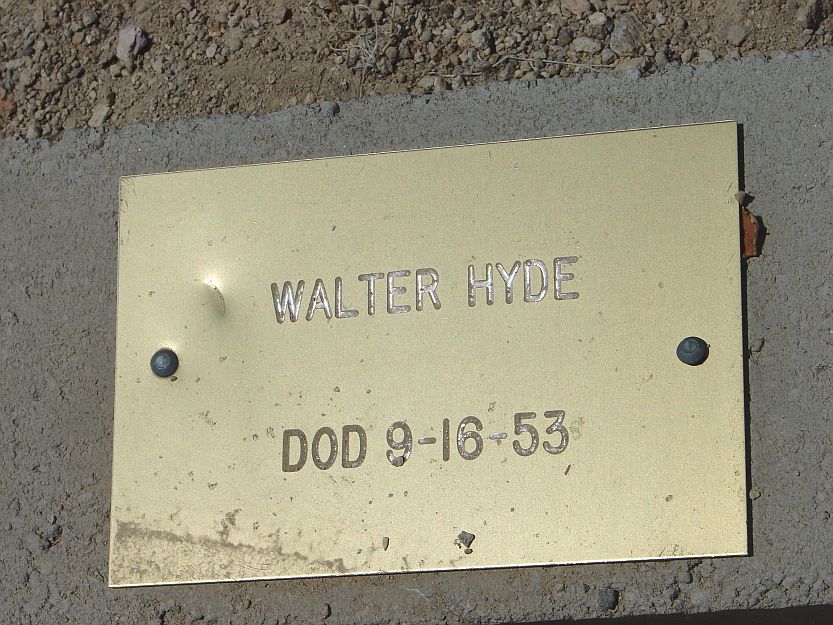 WALTER HYDE
DOD 9-16-53